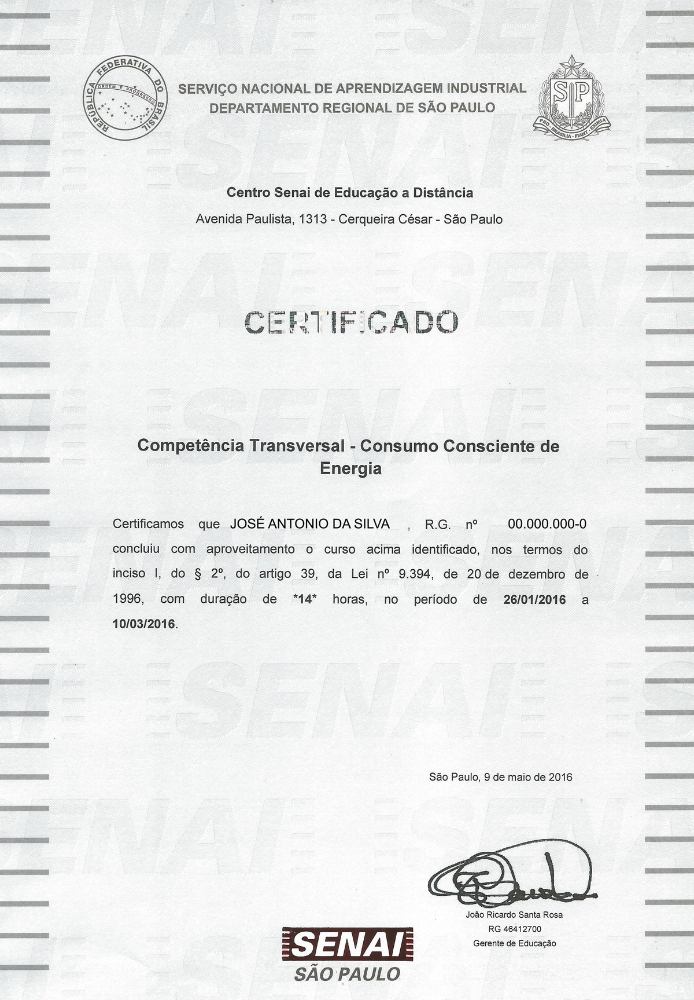 REPÚBLICA FEDERATIVA DO BRASIL
ORDEM E PROGRESSO
SERVIÇO NACIONAL DE APRENDIZAGEM INDUSTRIAL
DEPARTAMENTO REGIONAL DE SÃO PAULO
SP
PRO - BRASILIA - FIANT - EXIMIA
Centro Senai de Educação a Distância
Avenida Paulista, 1313 - Cerqueira César - São Paulo
CERTIFICADO
Competência Transversal - Consumo Consciente de
Energia
Certificamos que JOSÉ ANTONIO DA SILVA , R.G. nº 00.000.000-0
concluiu com aproveitamento o curso acima identificado, nos termos do
inciso I, do § 2º, do artigo 39, da Lei nº 9.394, de 20 de dezembro de
1996, com duração de *14* horas, no período de 26/01/2016 a
10/03/2016.
São Paulo, 9 de maio de 2016
João Ricardo Santa Rosa
RG 46412700
Gerente de Educação
SENAI
SÃO PAULO